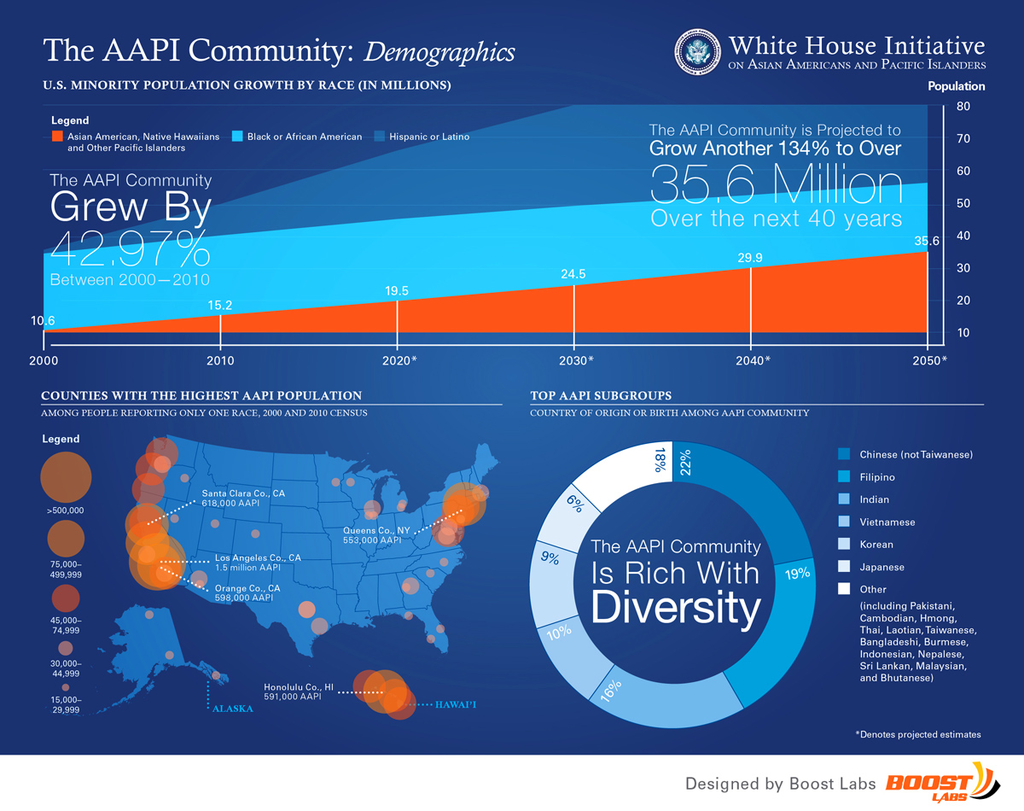 The AAPI Community: Demographics
White House Initiative
ON ASIAN AMERICANS AND PACIFIC ISLANDERS
U.S. MINORITY POPULATION GROWTH BY RACE (IN MILLIONS)
Population
Legend
Asian American, Native Hawaiians
and Other Pacific Islanders
Black or African American
Hispanic or Latino
The AAPI Community
Grew By
42.97%
Between 2000—2010
The AAPI Community is Projected to
Grow Another 134% to Over
35.6 Million
Over the next 40 years
80
70
60
50
40
30
20
10
10.6
15.2
19.5
24.5
29.9
35.6
2000
2010
2020*
2030*
2040*
2050*
COUNTIES WITH THE HIGHEST AAPI POPULATION
AMONG PEOPLE REPORTING ONLY ONE RACE, 2000 AND 2010 CENSUS
Legend
>500,000
75,000–
499,999
45,000–
74,999
30,000–
44,999
15,000–
29,999
Santa Clara Co., CA
618,000 AAPI
Queens Co., NY
553,000 AAPI
Los Angeles Co., CA
1.5 million AAPI
Orange Co., CA
598,000 AAPI
Honolulu Co., HI
591,000 AAPI
ALASKA
HAWAI'I
TOP AAPI SUBGROUPS
COUNTRY OF ORIGIN OR BIRTH AMONG AAPI COMMUNITY
18%
22%
6%
9%
19%
10%
16%
The AAPI Community
Is Rich With
Diversity
Chinese (not Taiwanese)
Filipino
Indian
Vietnamese
Korean
Japanese
Other
(including Pakistani,
Cambodian, Hmong,
Thai, Laotian, Taiwanese,
Bangladeshi, Burmese,
Indonesian, Nepalese,
Sri Lankan, Malaysian,
and Bhutanese)
*Denotes projected estimates
Designed by Boost Labs
BOOST
LABS